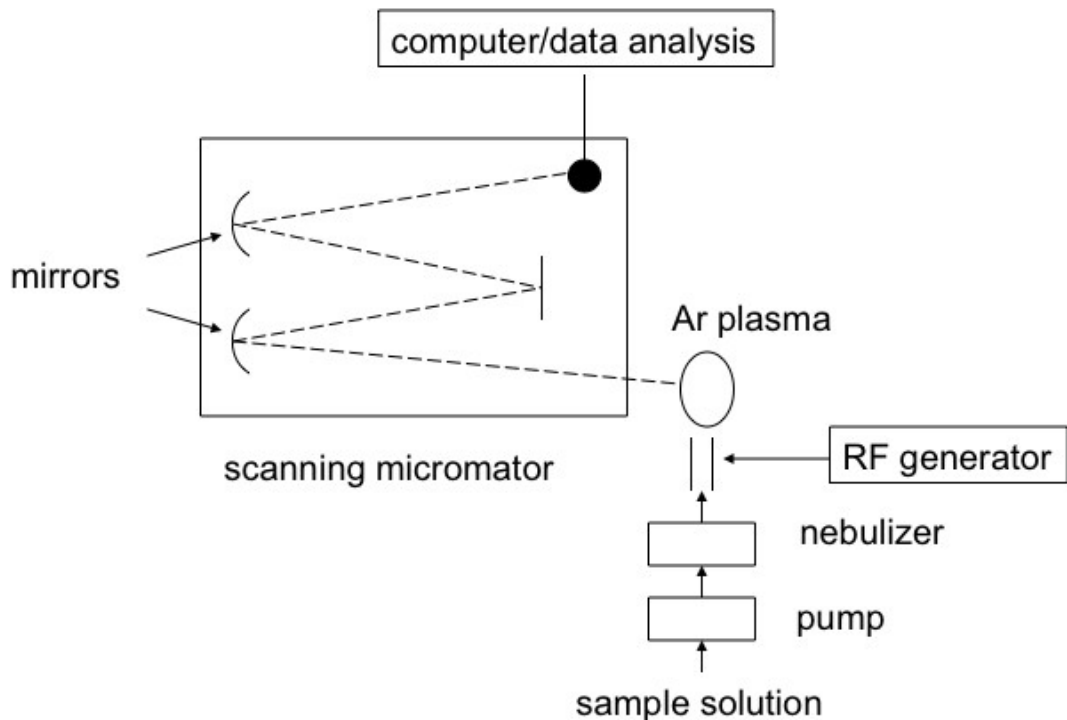 computer/data analysis
mirrors
Ar plasma
scanning micromator
RF generator
nebulizer
pump
sample solution